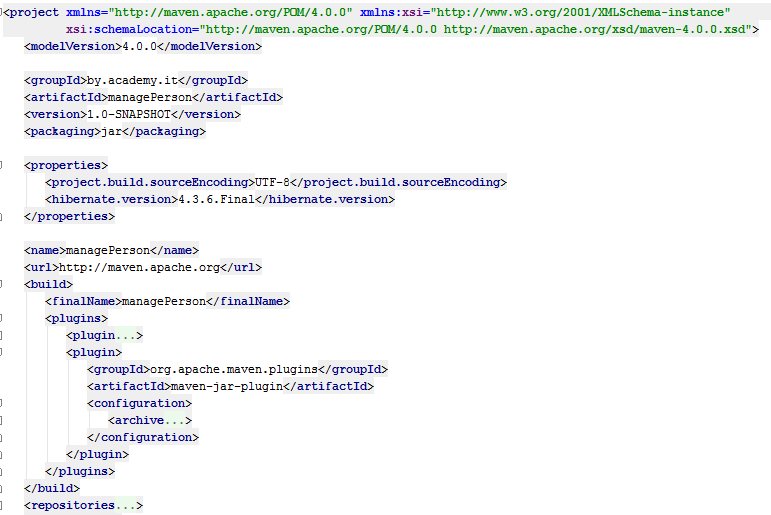 <project xmlns="http://maven.apache.org/POM/4.0.0" xmlns:xsi="http://www.w3.org/2001/XMLSchema-instance"
xsi:schemaLocation="http://maven.apache.org/POM/4.0.0 http://maven.apache.org/xsd/maven-4.0.0.xsd">
<modelVersion>4.0.0</modelVersion>
<groupId>by.academy.it</groupId>
<artifactId>managePerson</artifactId>
<version>1.0-SNAPSHOT</version>
<packaging>jar</packaging>
<properties>
<project.build.sourceEncoding>UTF-8</project.build.sourceEncoding>
<hibernate.version>4.3.6.Final</hibernate.version>
</properties>
<name>managePerson</name>
<url>http://maven.apache.org</url>
<build>
<finalName>managePerson</finalName>
<plugins>
<plugin...>
<plugin>
<groupId>org.apache.maven.plugins</groupId>
<artifactId>maven-jar-plugin</artifactId>
<configuration>
<archive...>
</configuration>
</plugin>
</plugins>
</build>
<repositories...>